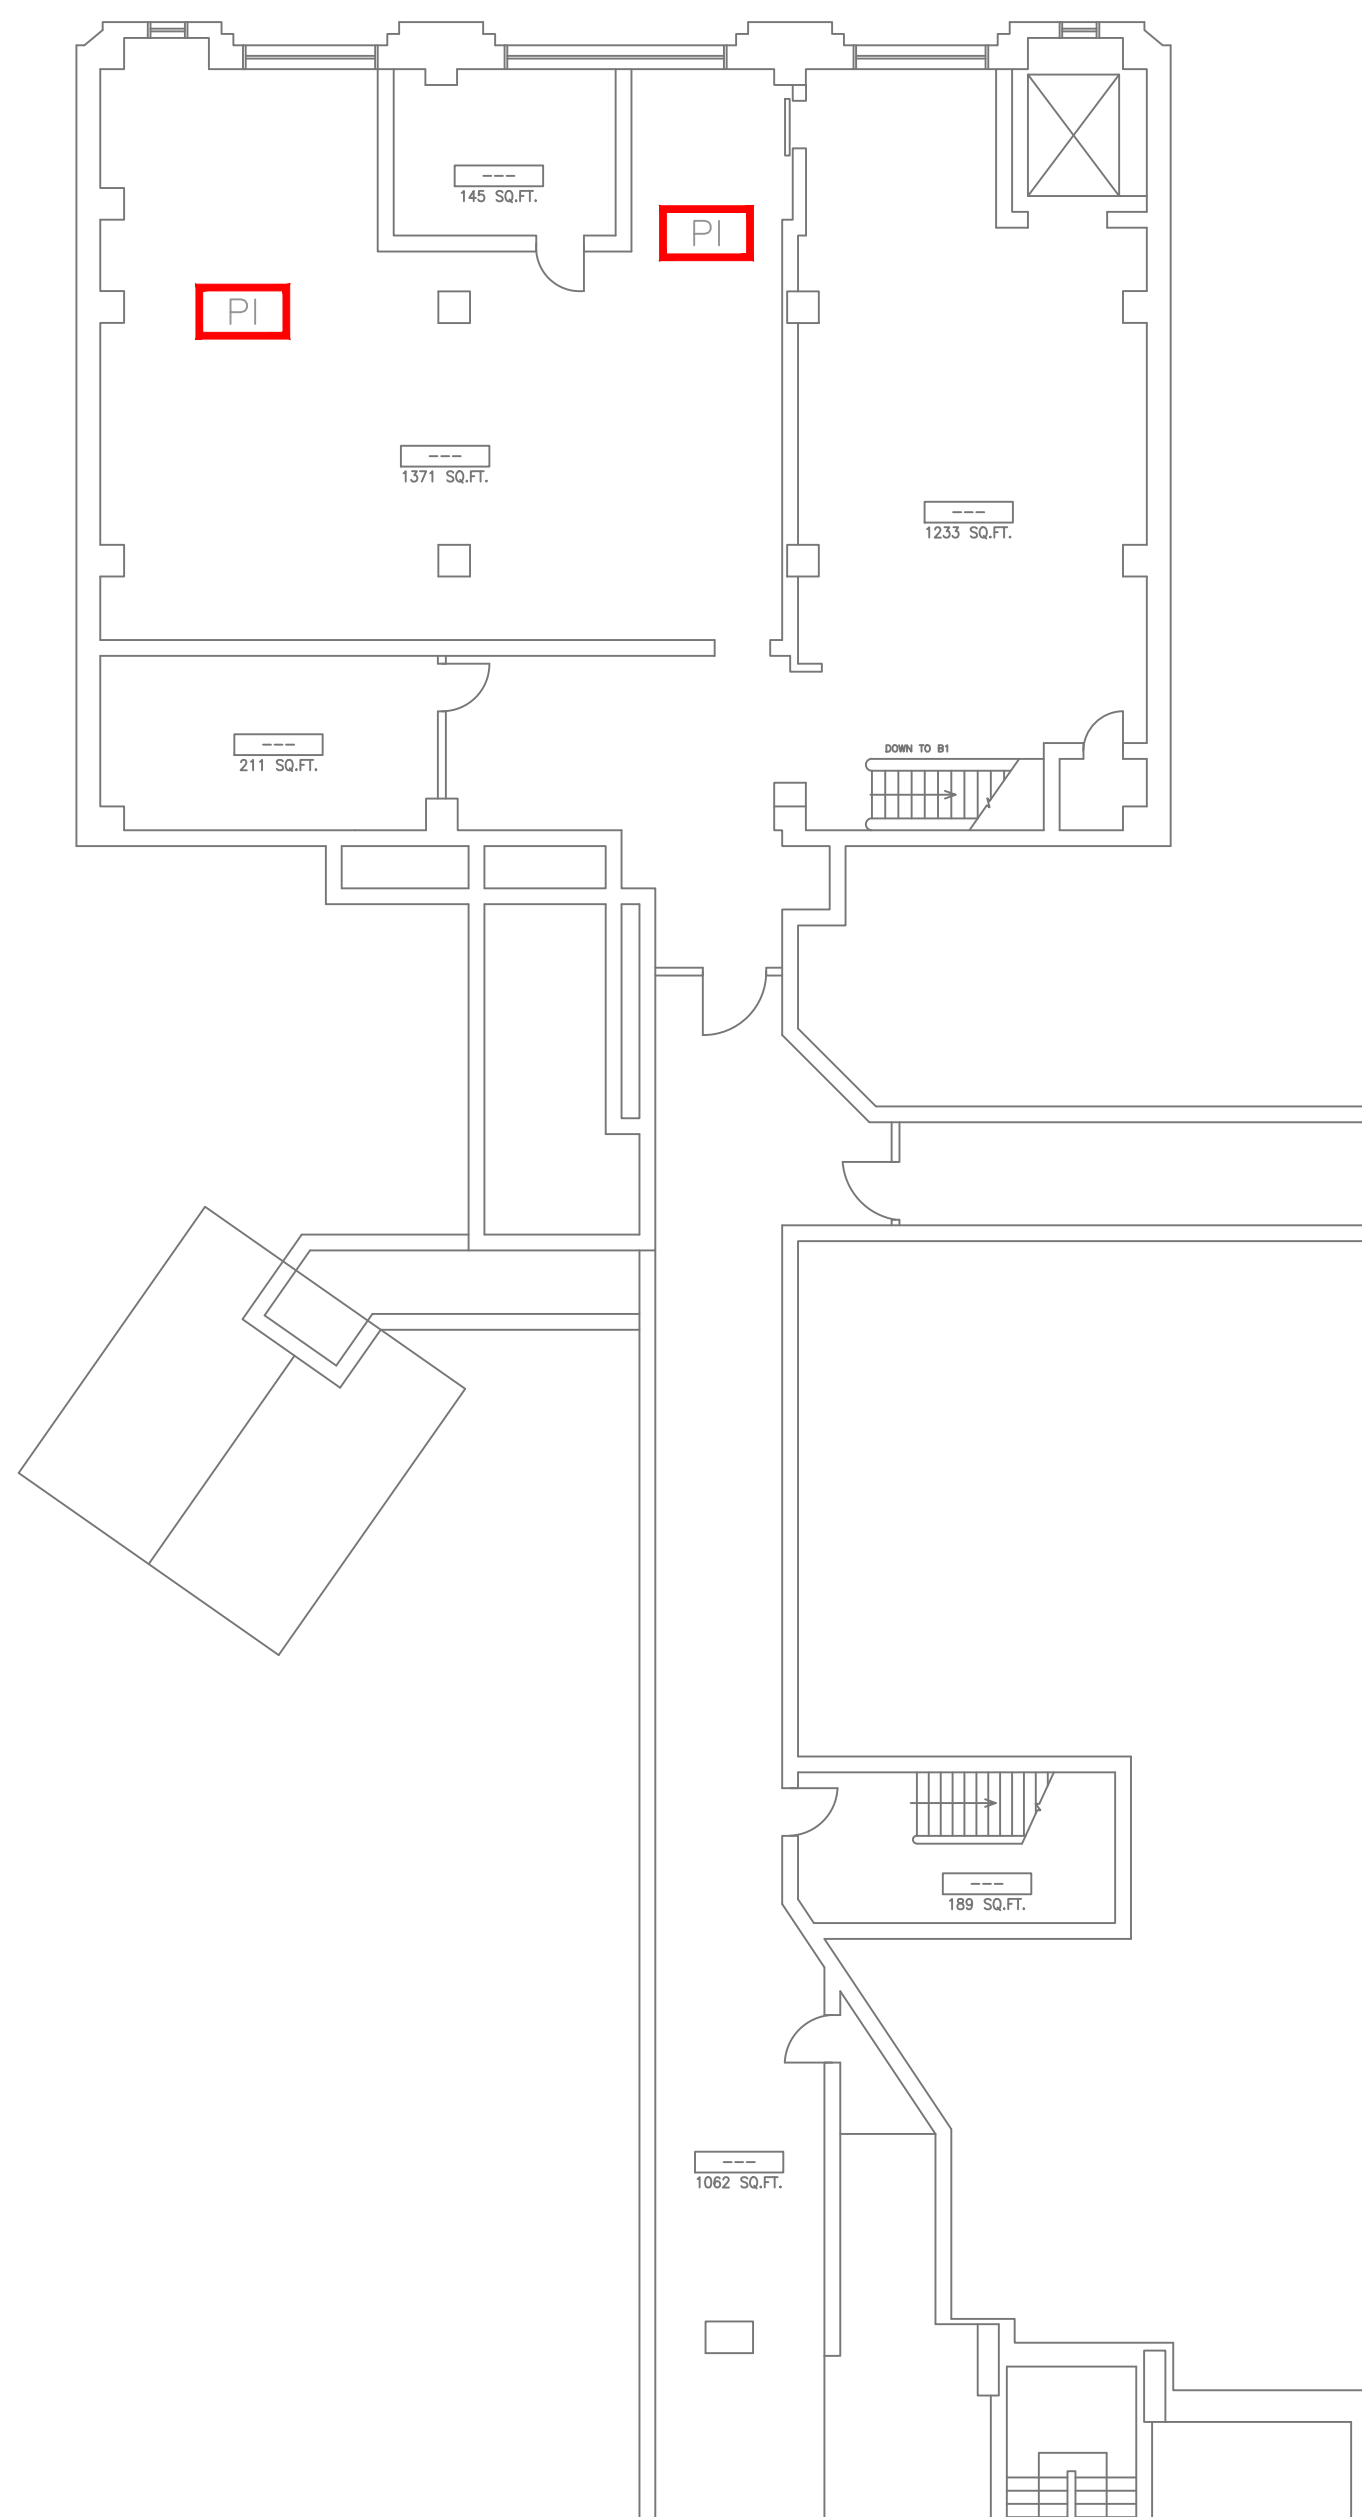 ---
145 SQ.FT.
PI
PI
---
1371 SQ.FT.
---
1233 SQ.FT.
---
211 SQ.FT.
DOWN TO B1
---
189 SQ.FT.
---
1062 SQ.FT.